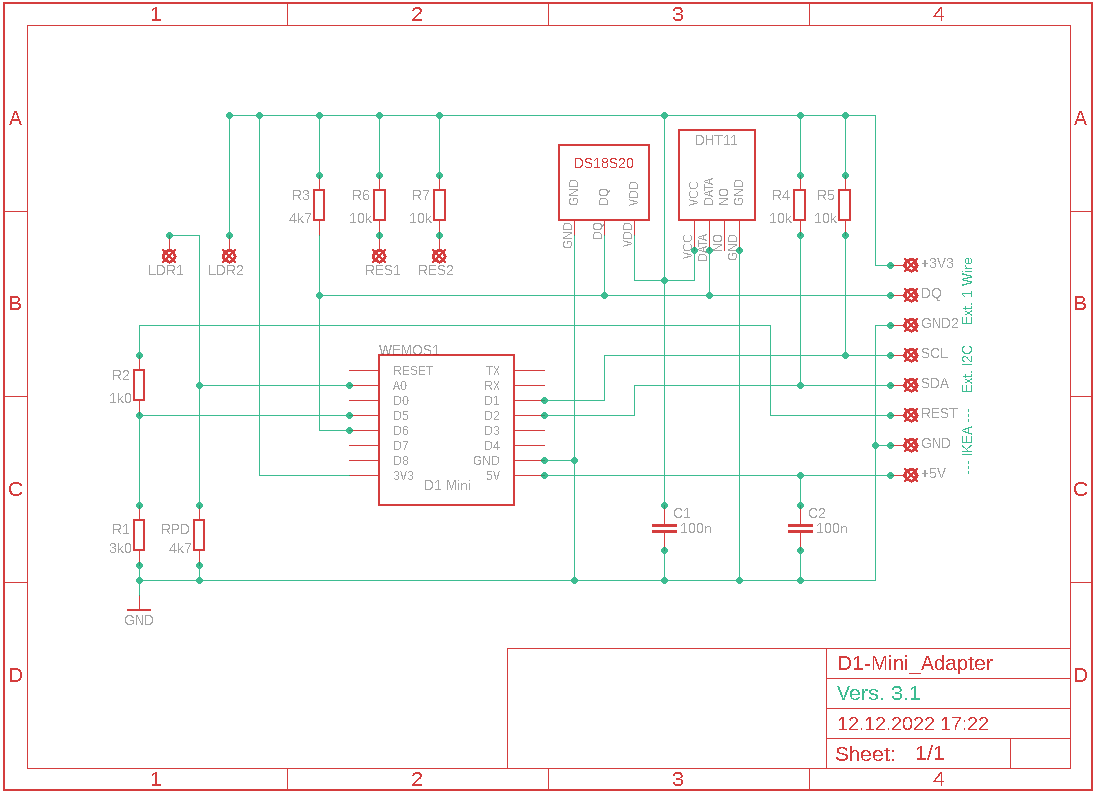 1 2 3 4
A A
DHT11
DS18S20
GND DQ VDD
VCC DATA NO GND
R3 4k7
R6 10k
R7 10k
R4 10k
R5 10k
GND DQ VDD
VCC DATA NO GND
LDR1 LDR2 RES1 RES2
B B
+3V3
DQ
GND2
SCL
SDA
REST
GND
+5V
Ext. 1 Wire
Ext. I2C
--- IKEA ---
WEMOS1
RESET TX
A0 RX
D0 D1
D5 D2
D6 D3
D7 D4
D8 GND
3V3 5V
D1 Mini
R2
1k0
C C
R1
3k0
RPD
4k7
C1
100n
C2
100n
GND
D D
D1-Mini_Adapter
Vers. 3.1
12.12.2022 17:22
Sheet: 1/1
1 2 3 4